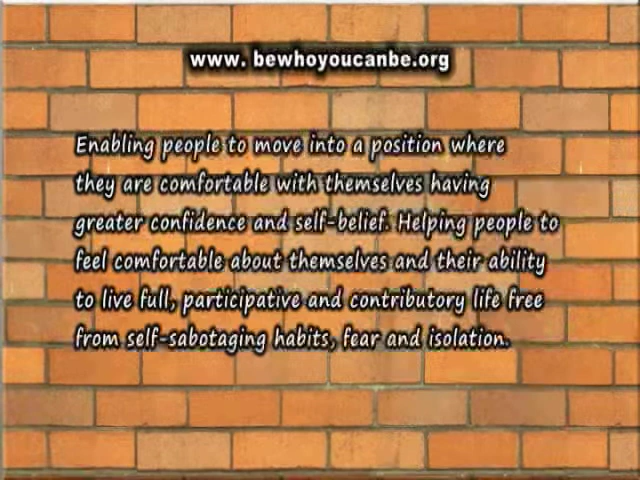 www. bewhoyoucanbe.org
Enabling people to move into a position where
they are comfortable with themselves having
greater confidence and self-belief. Helping people to
feel comfortable about themselves and their ability
to live full, participative and contributory life free
from self-sabotaging habits, fear and isolation.